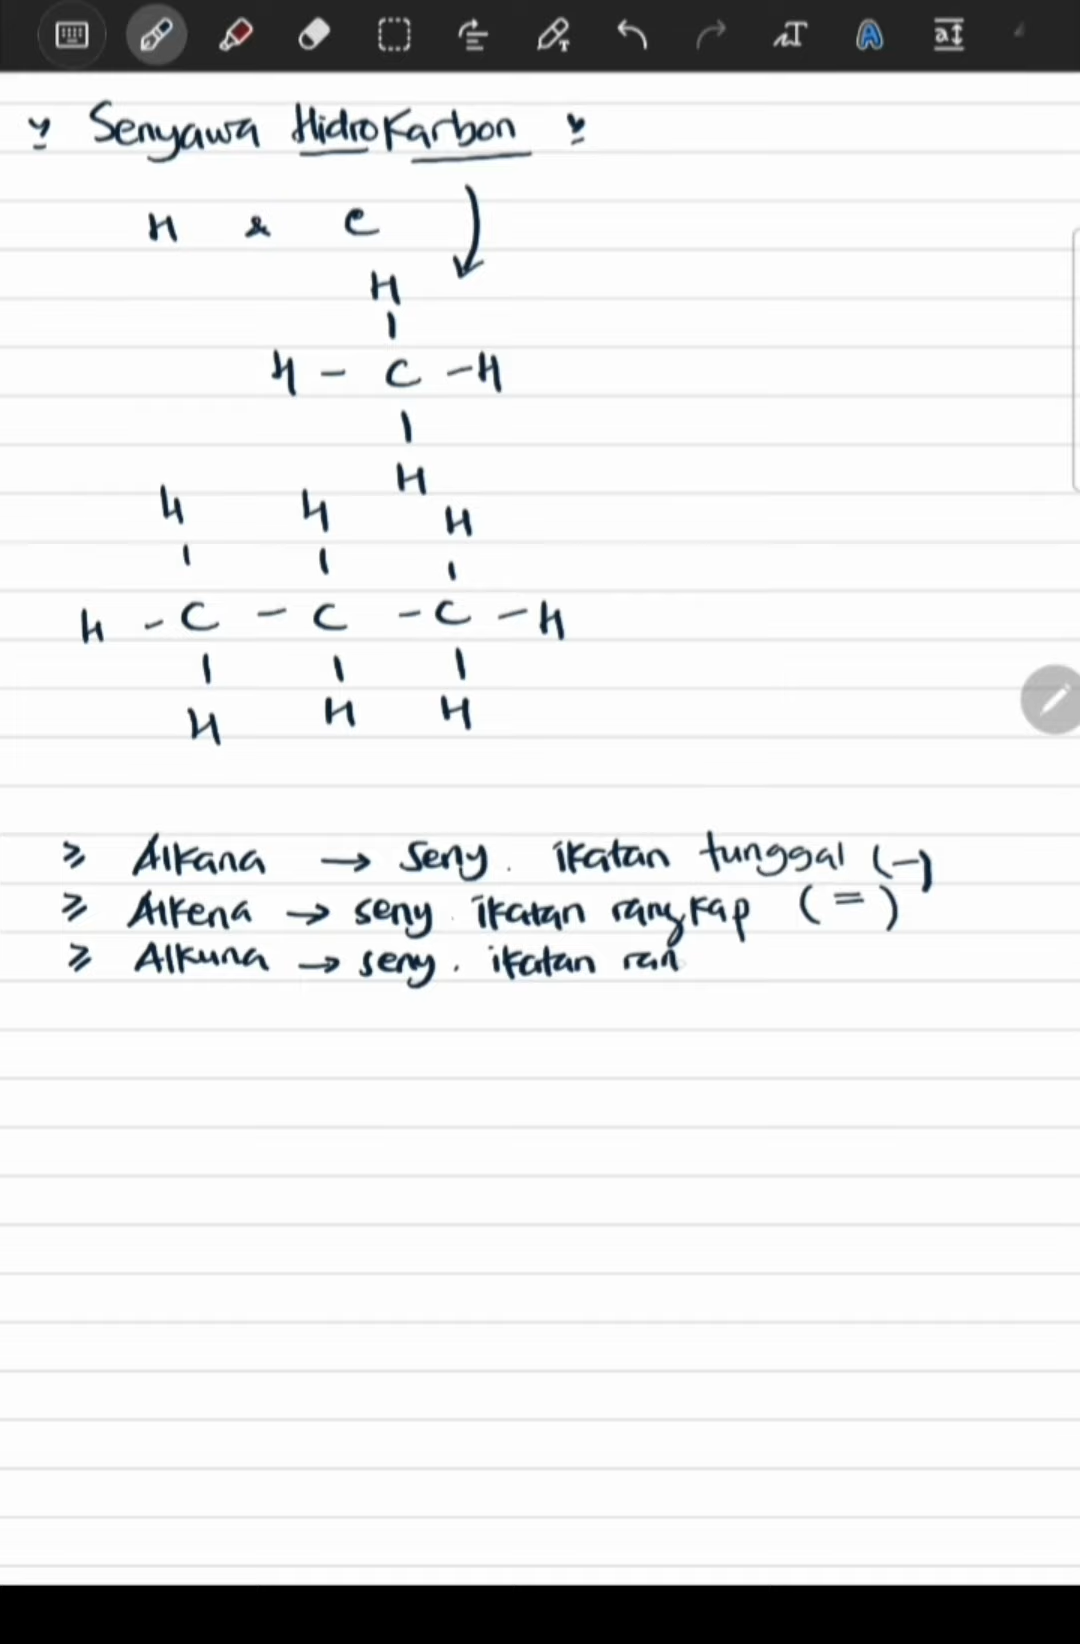 Senyawa Hidrokarbon
H & C
H
H - C - H
H
H H H
H - C - C - C - H
H H H
> Alkana → seny. ikatan tunggal (-)
> Alkena → seny. ikatan rangkap (=)
> Alkuna → seny. ikatan ran